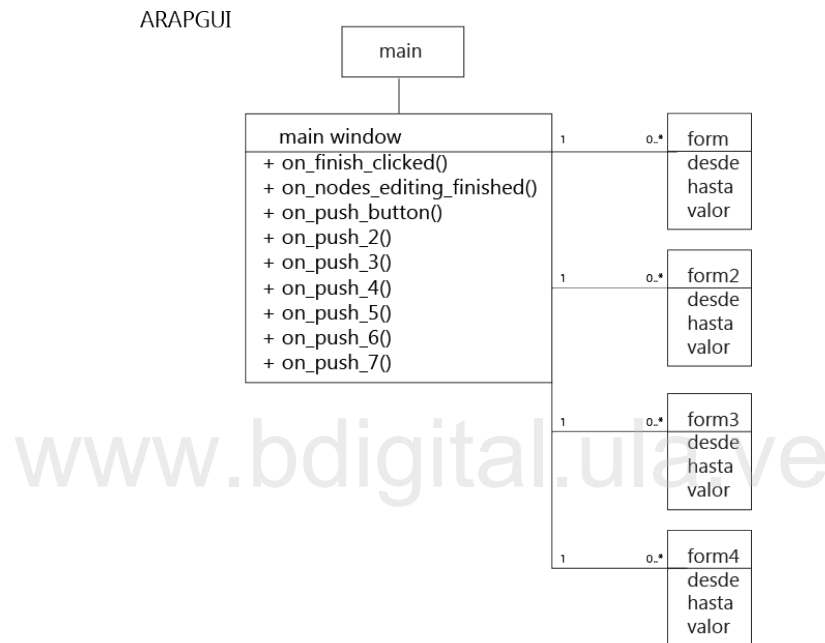 ARAPGUI
main
main window
+ on_finish_clicked()
+ on_nodes_editing_finished()
+ on_push_button()
+ on_push_2()
+ on_push_3()
+ on_push_4()
+ on_push_5()
+ on_push_6()
+ on_push_7()
1 0..*
form
desde
hasta
valor
1 0..*
form2
desde
hasta
valor
1 0..*
form3
desde
hasta
valor
1 0..*
form4
desde
hasta
valor
www.bdigital.ula.ve